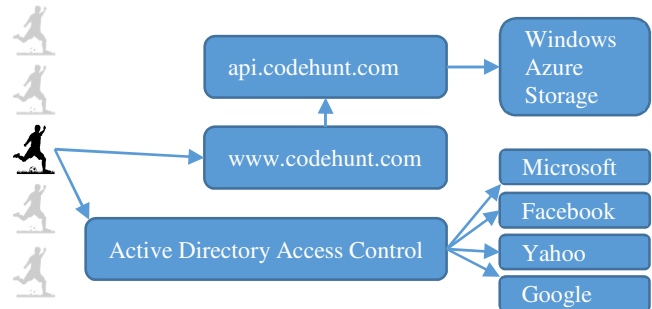 Windows
Azure
Storage
api.codehunt.com
www.codehunt.com
Microsoft
Facebook
Yahoo
Google
Active Directory Access Control